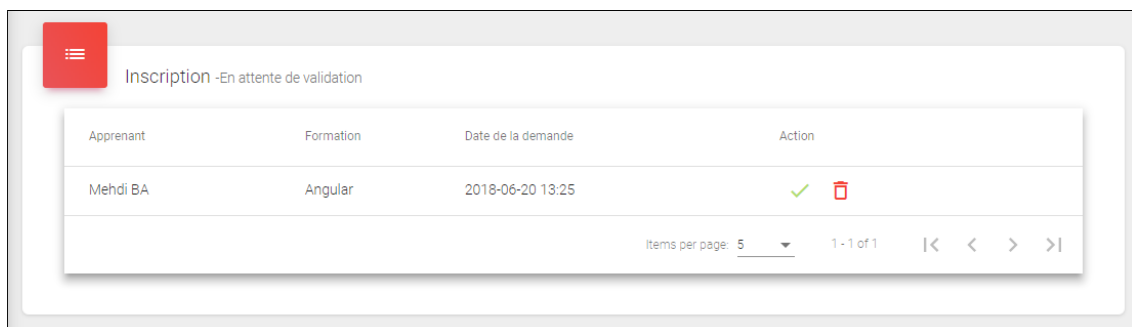 Inscription -En attente de validation
Apprenant Formation Date de la demande Action
Mehdi BA Angular 2018-06-20 13:25
Items per page: 5 1 - 1 of 1